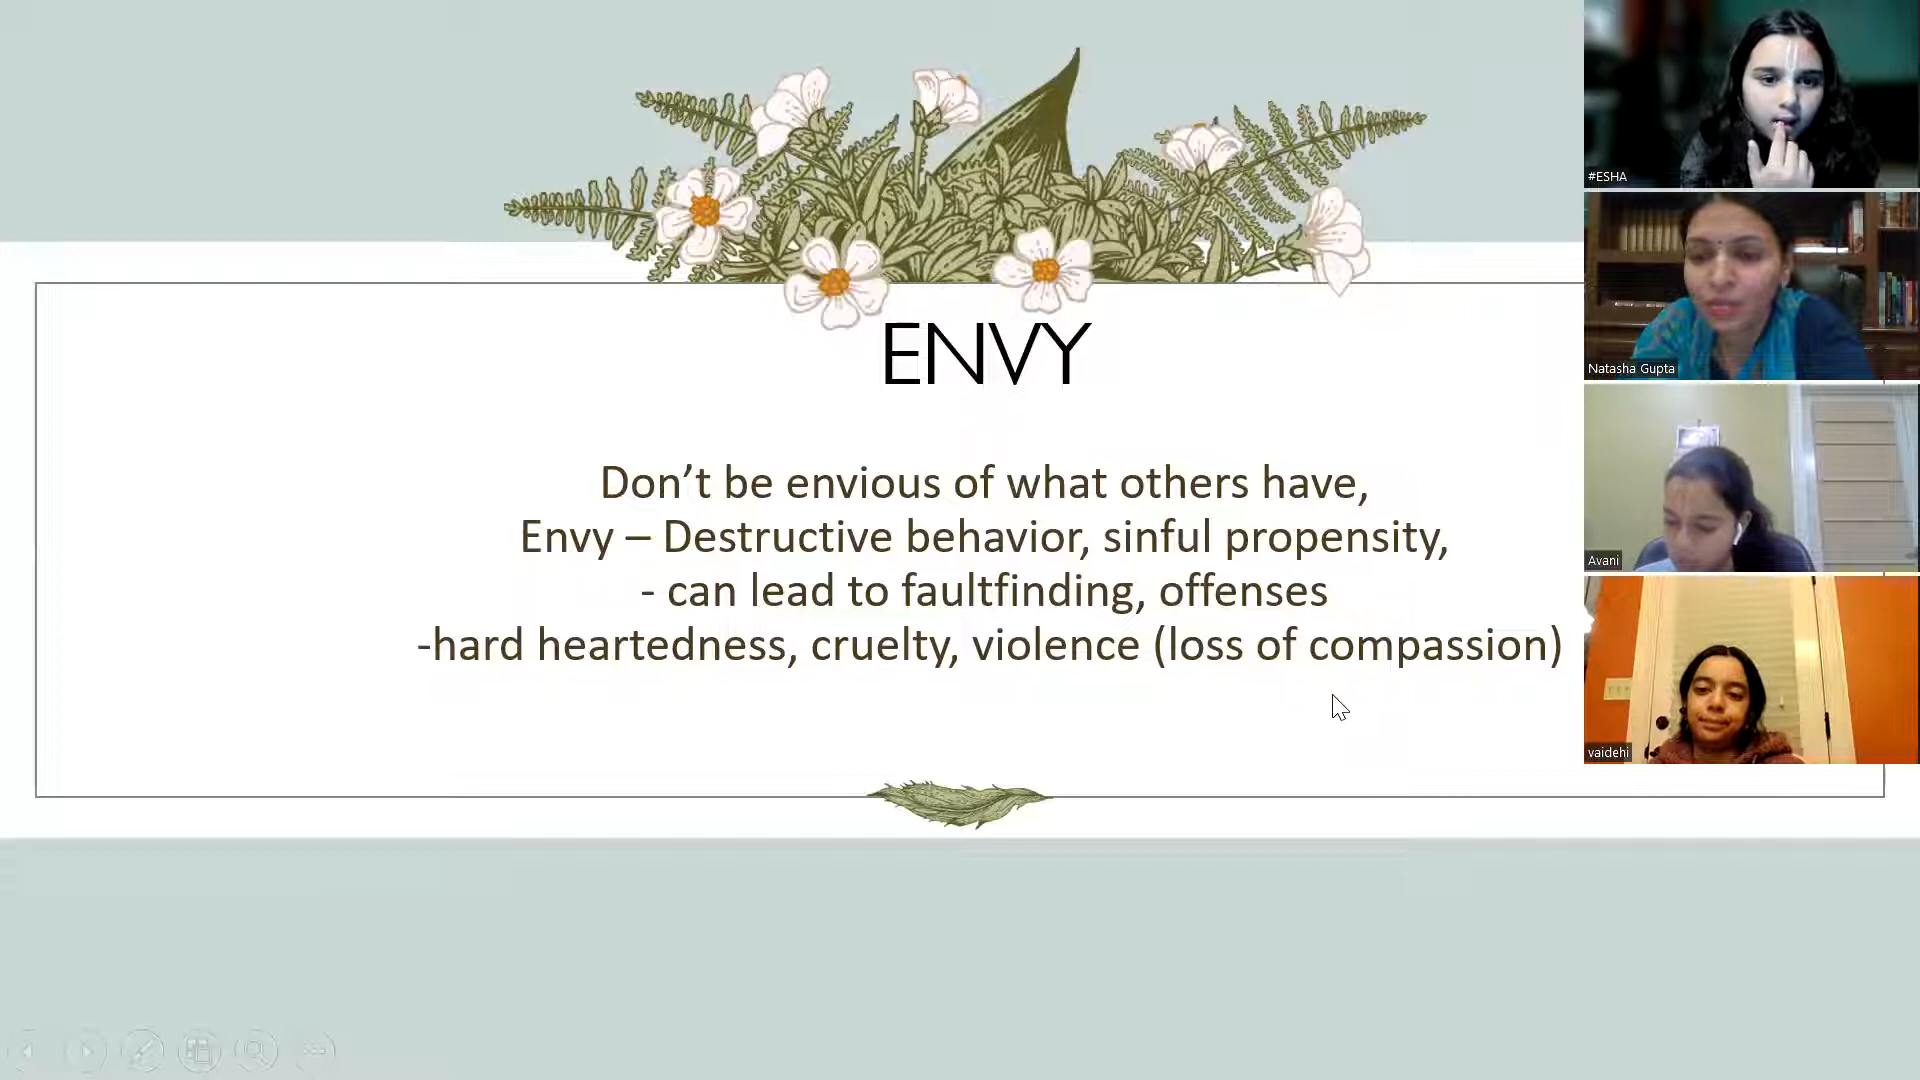 ENVY
Don’t be envious of what others have,
Envy – Destructive behavior, sinful propensity,
- can lead to faultfinding, offenses
-hard heartedness, cruelty, violence (loss of compassion)
#ESHA
Natasha Gupta
Avani
vaidehi